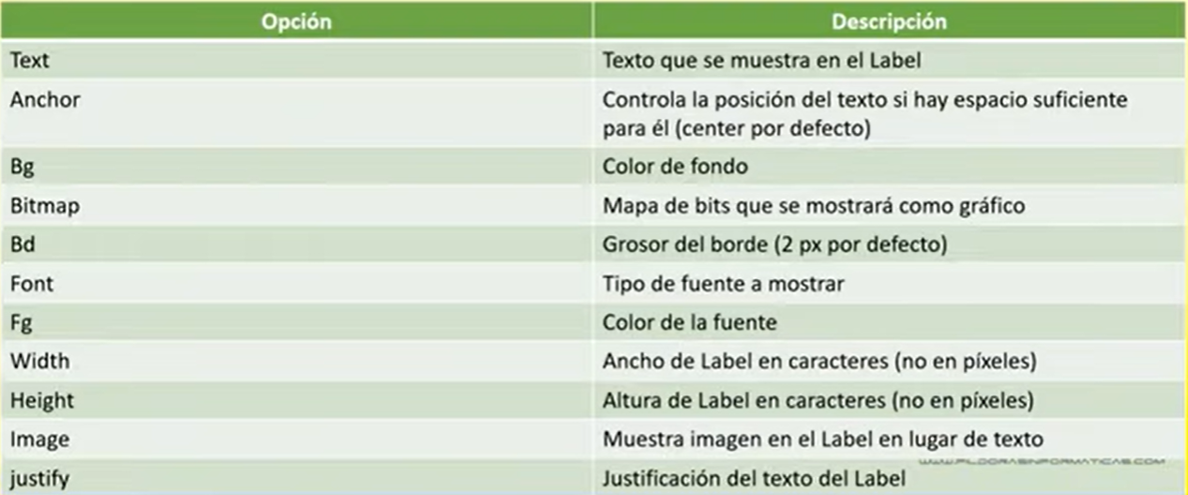 Opción Descripción
Text Texto que se muestra en el Label
Anchor Controla la posición del texto si hay espacio suficiente
para él (center por defecto)
Bg Color de fondo
Bitmap Mapa de bits que se mostrará como gráfico
Bd Grosor del borde (2 px por defecto)
Font Tipo de fuente a mostrar
Fg Color de la fuente
Width Ancho de Label en caracteres (no en píxeles)
Height Altura de Label en caracteres (no en píxeles)
Image Muestra imagen en el Label en lugar de texto
WWW.PILDORASINFORMATICAS.COM
justify Justificación del texto del Label